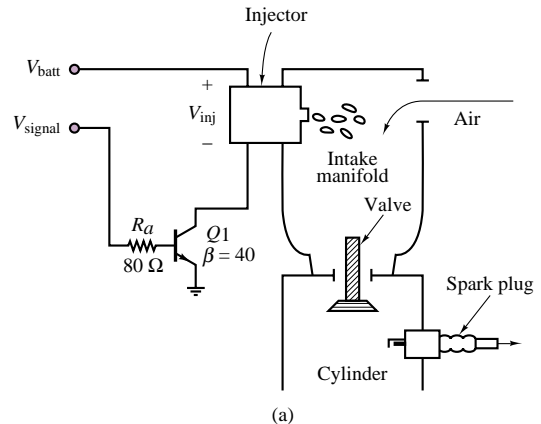 Injector
V_batt
+
V_inj
−
V_signal
Air
Intake
manifold
Valve
R_a
80 Ω
Q1
β = 40
Spark plug
Cylinder
(a)